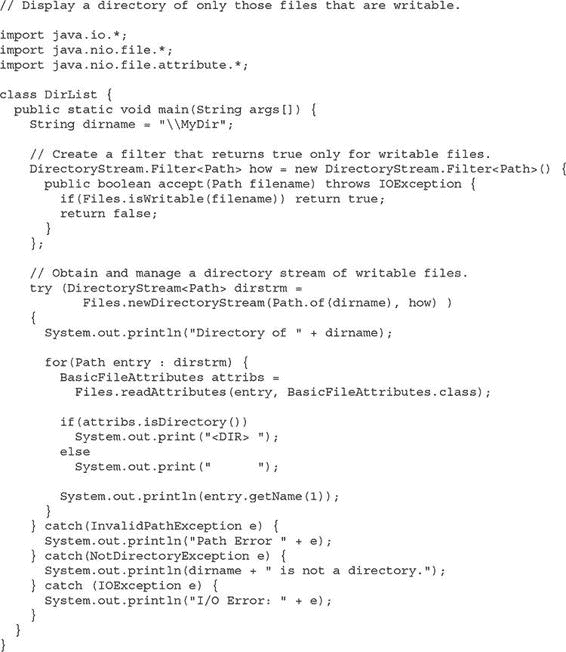 // Display a directory of only those files that are writable.

import java.io.*;
import java.nio.file.*;
import java.nio.file.attribute.*;

class DirList {
  public static void main(String args[]) {
    String dirname = "\\MyDir";

    // Create a filter that returns true only for writable files.
    DirectoryStream.Filter<Path> how = new DirectoryStream.Filter<Path>() {
      public boolean accept(Path filename) throws IOException {
        if(Files.isWritable(filename)) return true;
        return false;
      }
    };

    // Obtain and manage a directory stream of writable files.
    try (DirectoryStream<Path> dirstrm =
           Files.newDirectoryStream(Path.of(dirname), how) )
    {
      System.out.println("Directory of " + dirname);

      for(Path entry : dirstrm) {
        BasicFileAttributes attribs =
          Files.readAttributes(entry, BasicFileAttributes.class);

        if(attribs.isDirectory())
          System.out.print("<DIR> ");
        else
          System.out.print("      ");

        System.out.println(entry.getName(1));
      }
    } catch(InvalidPathException e) {
      System.out.println("Path Error " + e);
    } catch(NotDirectoryException e) {
      System.out.println(dirname + " is not a directory.");
    } catch (IOException e) {
      System.out.println("I/O Error: " + e);
    }
  }
}